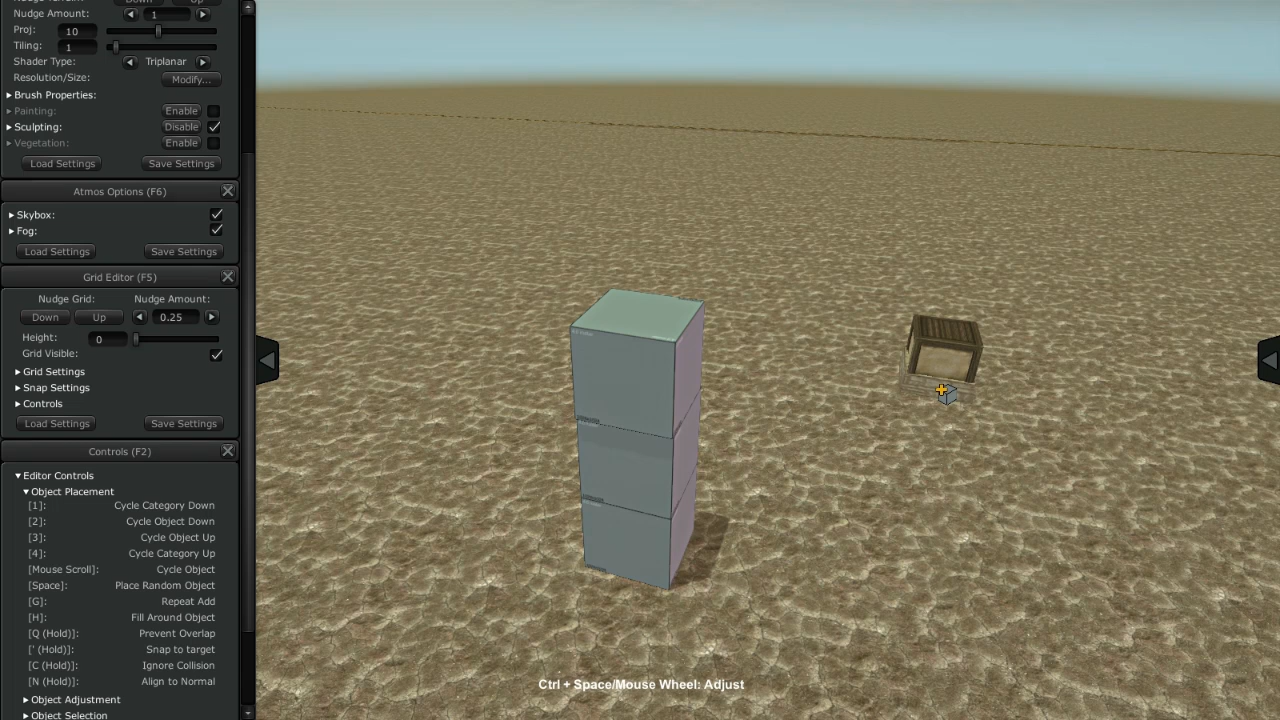 Nudge Amount: 1
Proj: 10
Tiling: 1
Shader Type: Triplanar
Resolution/Size: Modify...
Brush Properties:
Painting: Enable
Sculpting: Disable
Vegetation: Enable
Load Settings Save Settings
Atmos Options (F6)
Skybox:
Fog:
Load Settings Save Settings
Grid Editor (F5)
Nudge Grid: Nudge Amount:
Down Up 0.25
Height: 0
Grid Visible:
Grid Settings
Snap Settings
Controls
Load Settings Save Settings
Controls (F2)
Editor Controls
Object Placement
[1]: Cycle Category Down
[2]: Cycle Object Down
[3]: Cycle Object Up
[4]: Cycle Category Up
[Mouse Scroll]: Cycle Object
[Space]: Place Random Object
[G]: Repeat Add
[H]: Fill Around Object
[Q (Hold)]: Prevent Overlap
[' (Hold)]: Snap to target
[C (Hold)]: Ignore Collision
[N (Hold)]: Align to Normal
Object Adjustment
Object Selection
Ctrl + Space/Mouse Wheel: Adjust